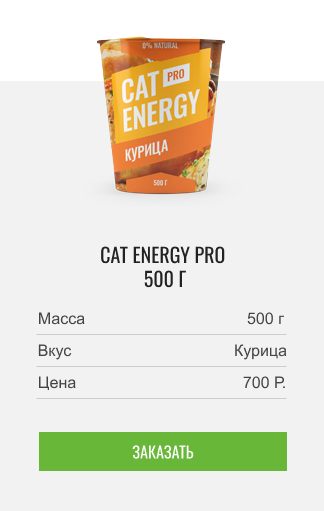 0% NATURAL
CAT PRO
ENERGY
КУРИЦА
500 Г
CAT ENERGY PRO
500 Г
Масса 500 г
Вкус Курица
Цена 700 Р.
ЗАКАЗАТЬ